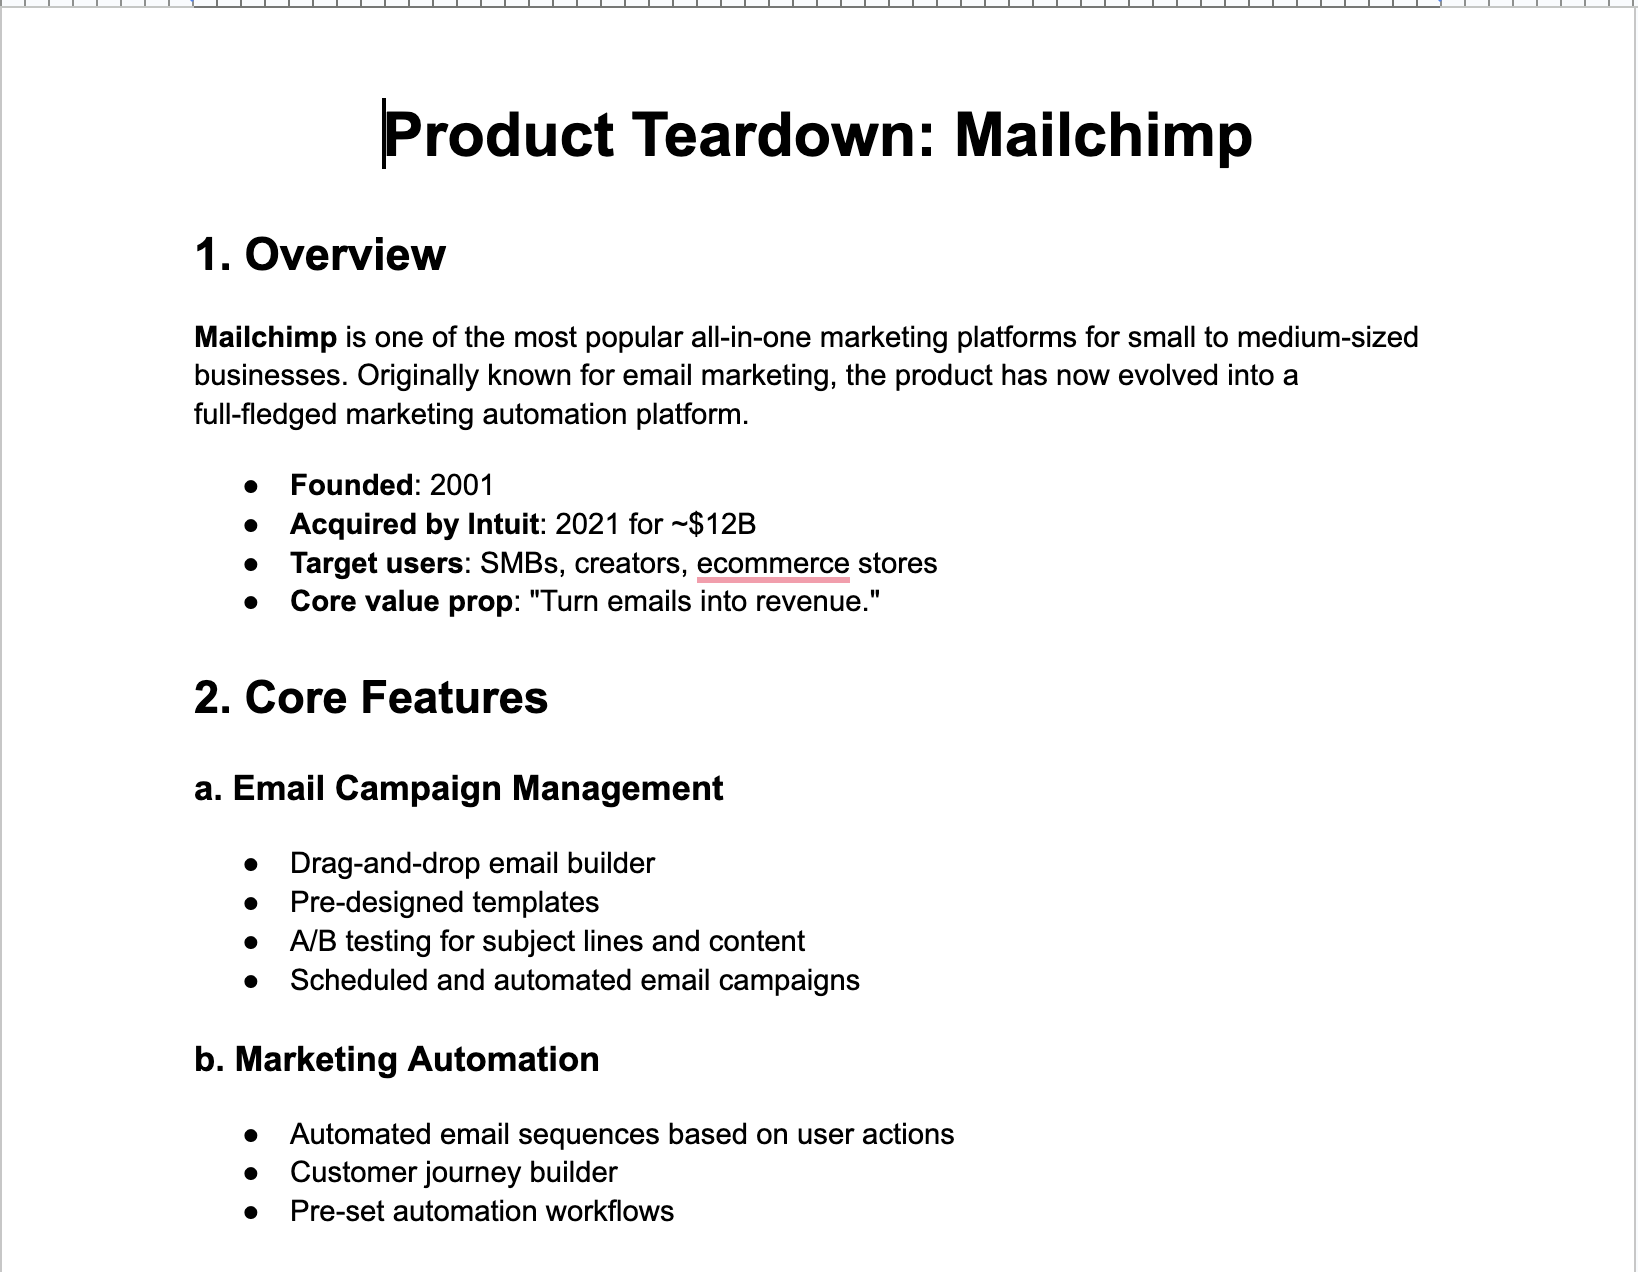 Product Teardown: Mailchimp
1. Overview
Mailchimp is one of the most popular all-in-one marketing platforms for small to medium-sized
businesses. Originally known for email marketing, the product has now evolved into a
full-fledged marketing automation platform.
● Founded: 2001
● Acquired by Intuit: 2021 for ~$12B
● Target users: SMBs, creators, ecommerce stores
● Core value prop: "Turn emails into revenue."
2. Core Features
a. Email Campaign Management
● Drag-and-drop email builder
● Pre-designed templates
● A/B testing for subject lines and content
● Scheduled and automated email campaigns
b. Marketing Automation
● Automated email sequences based on user actions
● Customer journey builder
● Pre-set automation workflows